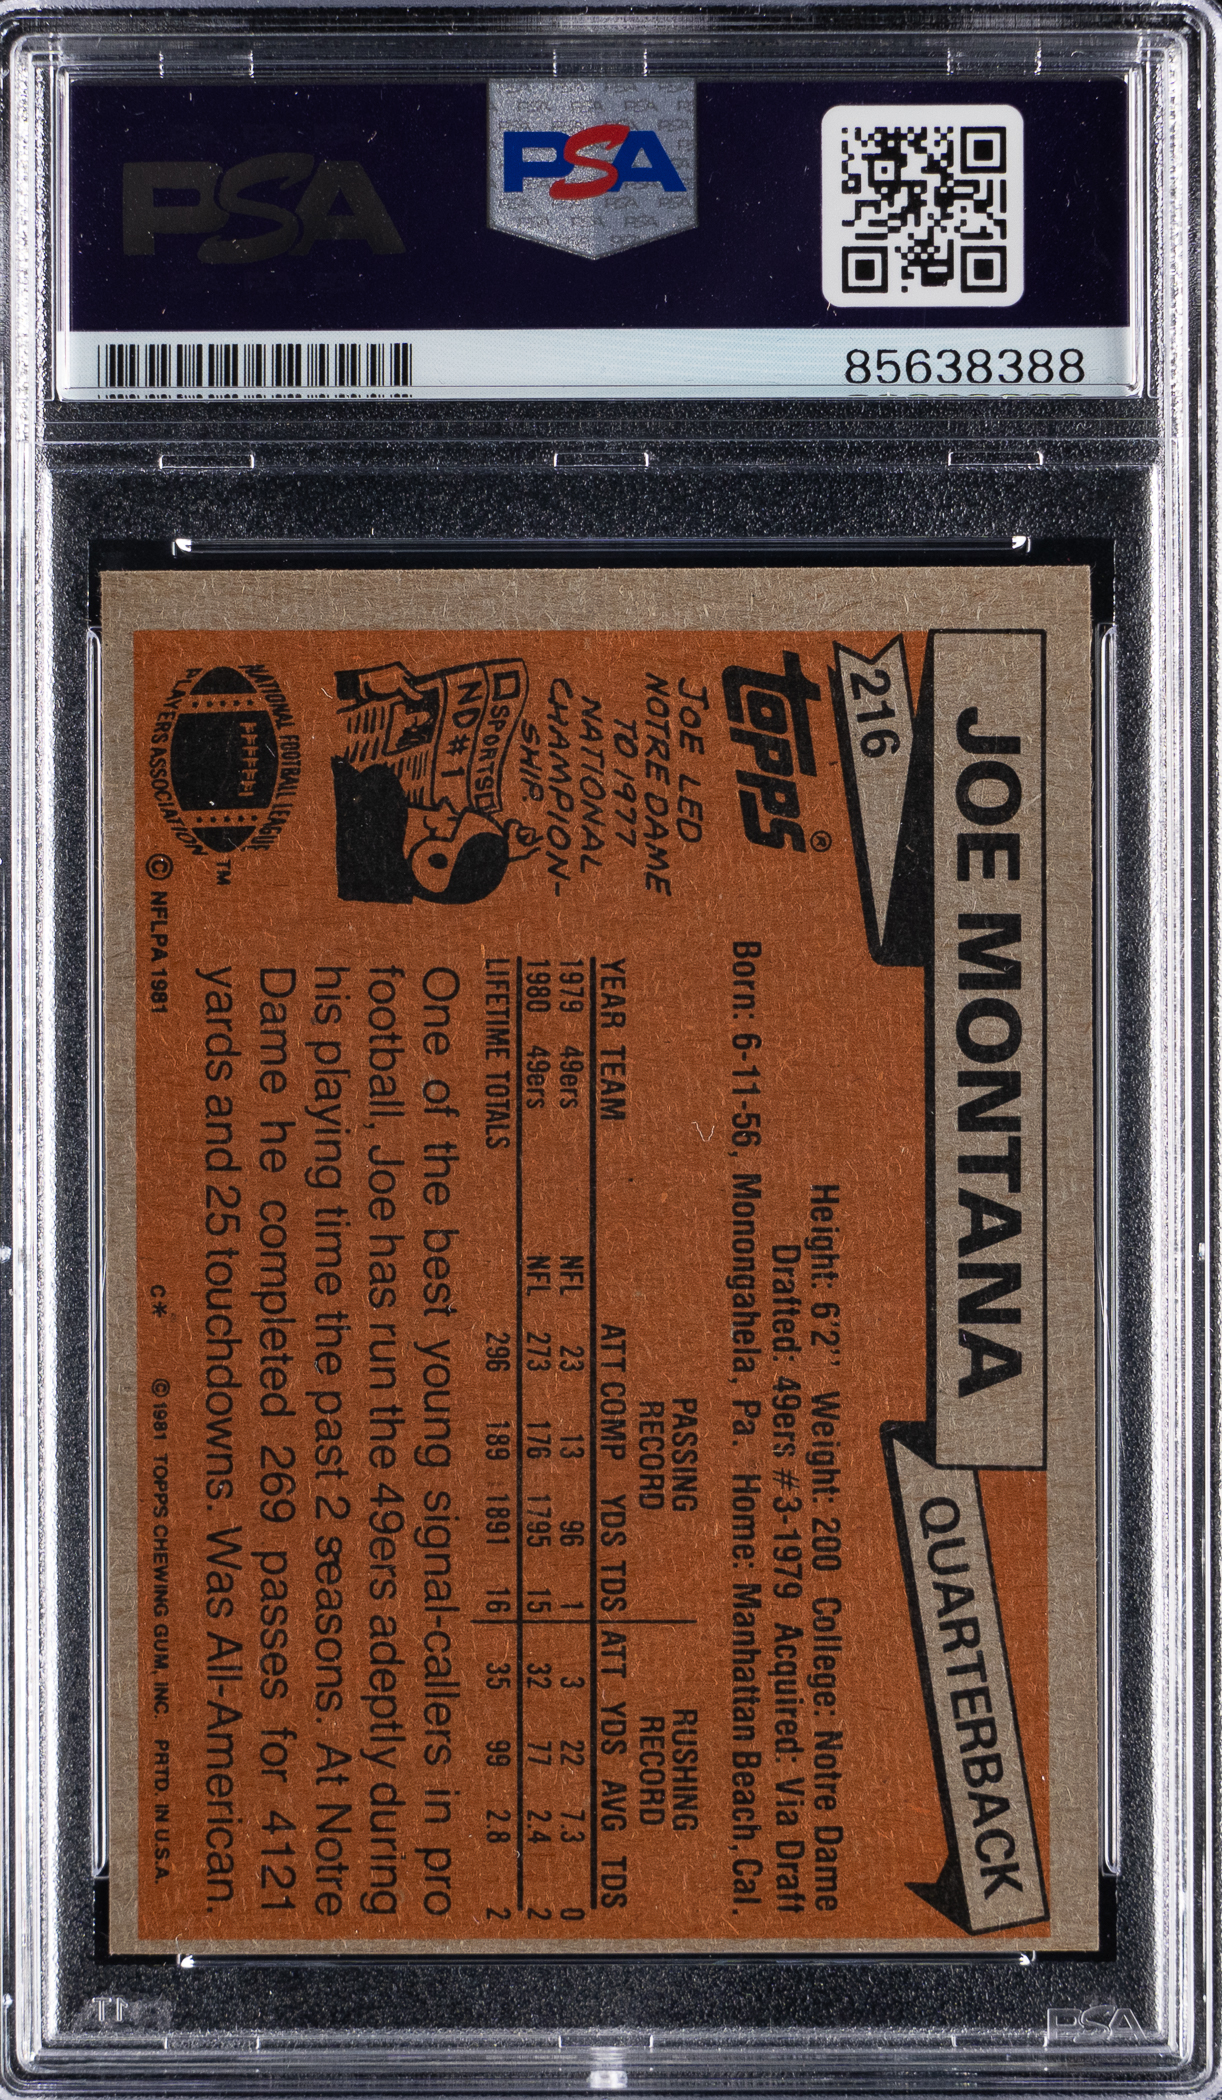 PSA
PSA
85638388
JOE MONTANA
QUARTERBACK
216
Topps®
Height: 6'2" Weight: 200 College: Notre Dame
Drafted: 49ers #3-1979 Acquired: Via Draft
Born: 6-11-56, Monongahela, Pa. Home: Manhattan Beach, Cal.
JOE LED
NOTRE DAME
TO 1977
NATIONAL
CHAMPION-
SHIP.
SPORTS
ND #1
PASSING RUSHING
RECORD RECORD
YEAR TEAM ATT COMP YDS TDS ATT YDS AVG TDS
1979 49ers NFL 23 13 96 1 3 22 7.3 0
1980 49ers NFL 273 176 1795 15 32 77 2.4 2
LIFETIME TOTALS 296 189 1891 16 35 99 2.8 2
One of the best young signal-callers in pro
football, Joe has run the 49ers adeptly during
his playing time the past 2 seasons. At Notre
Dame he completed 269 passes for 4121
yards and 25 touchdowns. Was All-American.
NATIONAL FOOTBALL LEAGUE
PLAYERS ASSOCIATION
TM
© NFLPA 1981
C* © 1981 TOPPS CHEWING GUM, INC. PRTD. IN U.S.A.
PSA